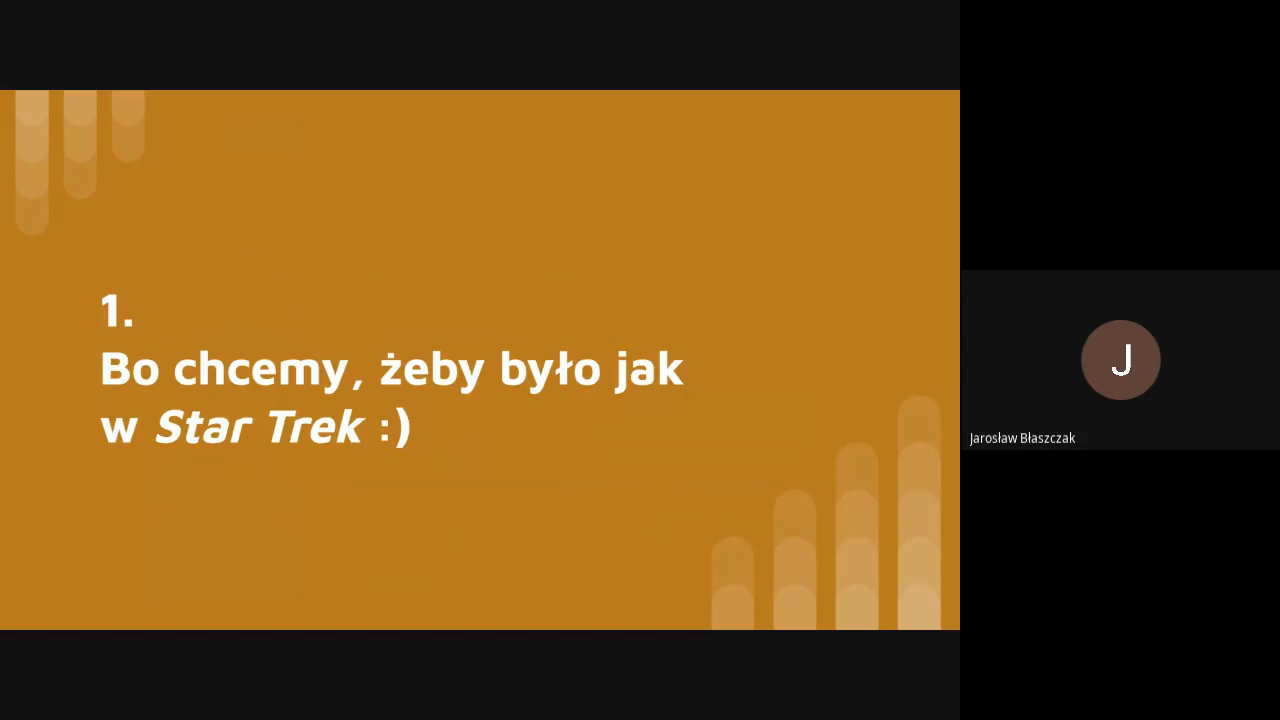 1.
Bo chcemy, żeby było jak
w Star Trek :)
J
Jarosław Błaszczak